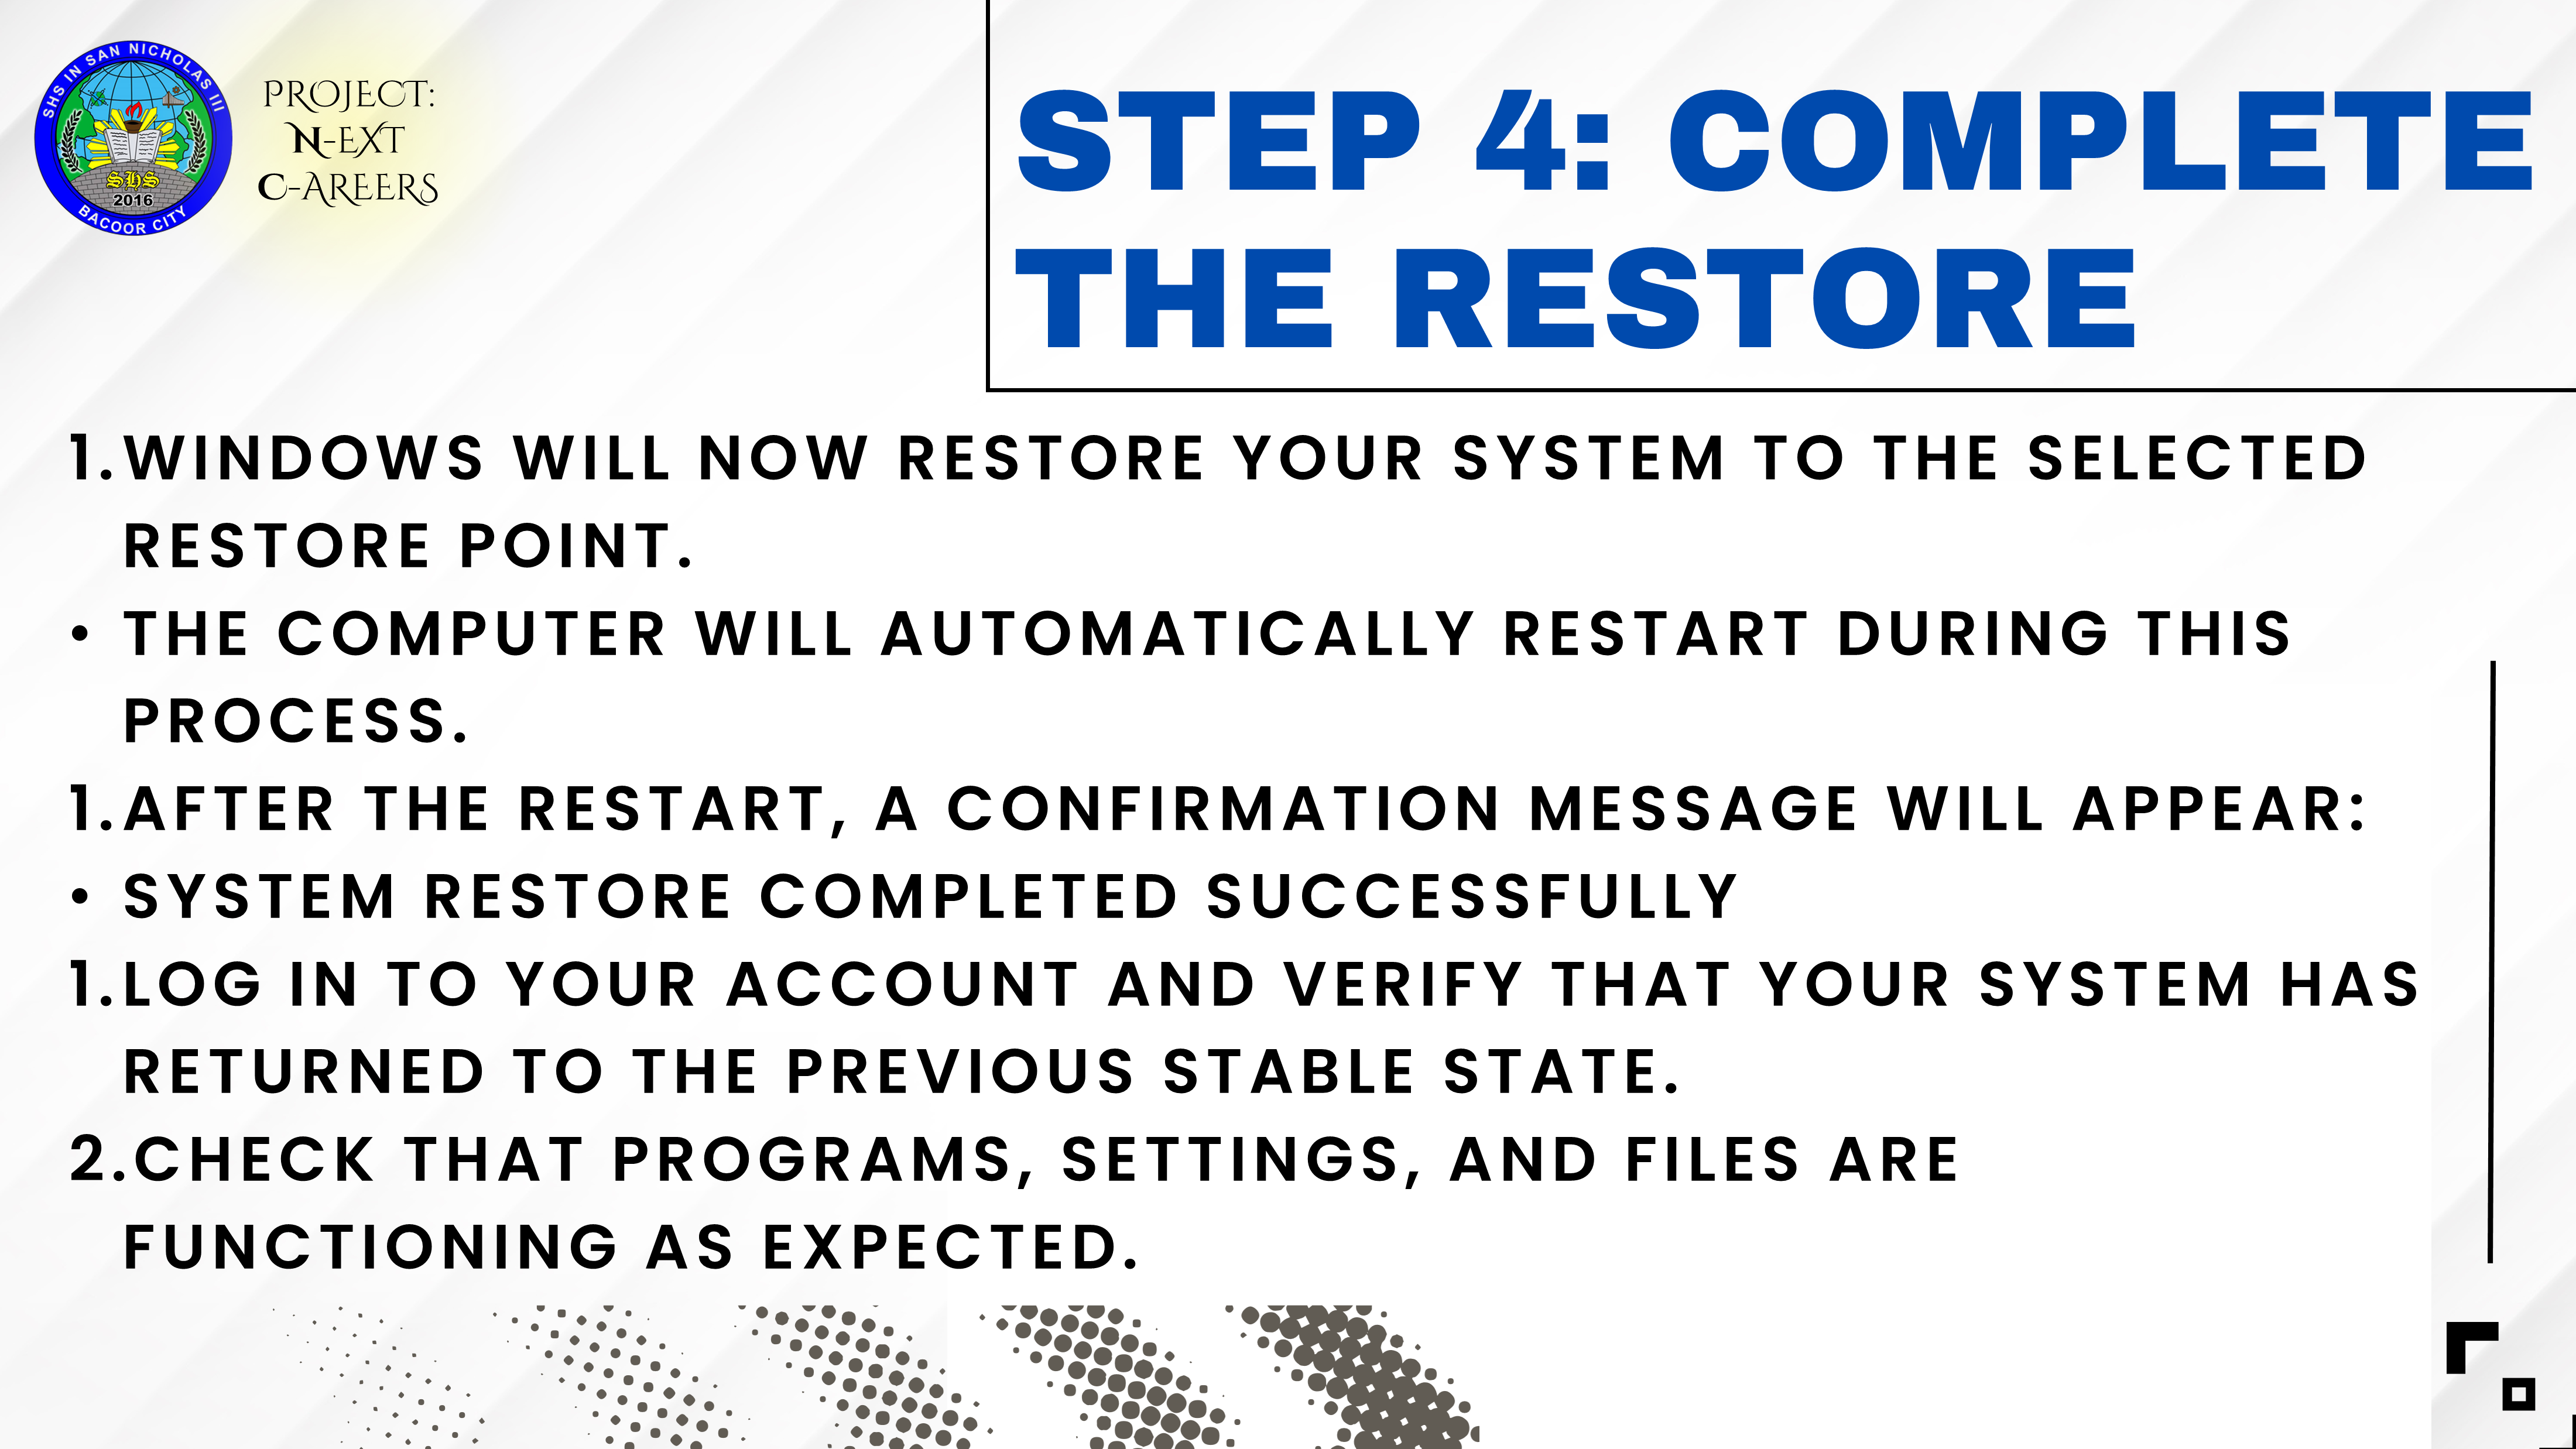 SHS IN SAN NICHOLAS III
SHS
2016
BACOOR CITY
PROJECT:
N-EXT
C-AREERS
STEP 4: COMPLETE
THE RESTORE
1.WINDOWS WILL NOW RESTORE YOUR SYSTEM TO THE SELECTED
RESTORE POINT.
• THE COMPUTER WILL AUTOMATICALLY RESTART DURING THIS
PROCESS.
1.AFTER THE RESTART, A CONFIRMATION MESSAGE WILL APPEAR:
• SYSTEM RESTORE COMPLETED SUCCESSFULLY
1.LOG IN TO YOUR ACCOUNT AND VERIFY THAT YOUR SYSTEM HAS
RETURNED TO THE PREVIOUS STABLE STATE.
2.CHECK THAT PROGRAMS, SETTINGS, AND FILES ARE
FUNCTIONING AS EXPECTED.